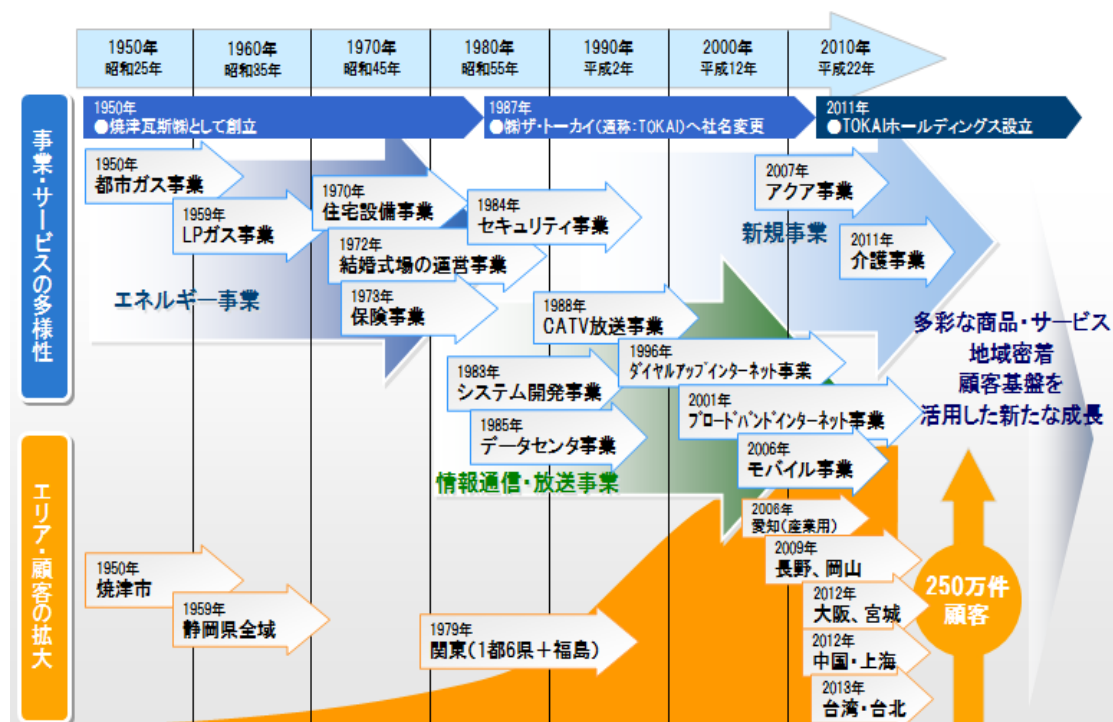 1950年
昭和25年
1960年
昭和35年
1970年
昭和45年
1980年
昭和55年
1990年
平成2年
2000年
平成12年
2010年
平成22年
事業・サービスの多様性
1950年
●焼津瓦斯㈱として創立
1987年
●㈱ザ・トーカイ(通称:TOKAI)へ社名変更
2011年
●TOKAIホールディングス設立
1950年
都市ガス事業
1959年
LPガス事業
1970年
住宅設備事業
1972年
結婚式場の運営事業
1973年
保険事業
エネルギー事業
1984年
セキュリティ事業
2007年
アクア事業
新規事業
2011年
介護事業
1988年
CATV放送事業
1996年
ダイヤルアップインターネット事業
1983年
システム開発事業
2001年
ブロードバンドインターネット事業
1985年
データセンタ事業
2006年
モバイル事業
情報通信・放送事業
多彩な商品・サービス
地域密着
顧客基盤を
活用した新たな成長
エリア・顧客の拡大
1950年
焼津市
1959年
静岡県全域
1979年
関東(1都6県+福島)
2006年
愛知(産業用)
2009年
長野、岡山
2012年
大阪、宮城
2012年
中国・上海
2013年
台湾・台北
250万件
顧客